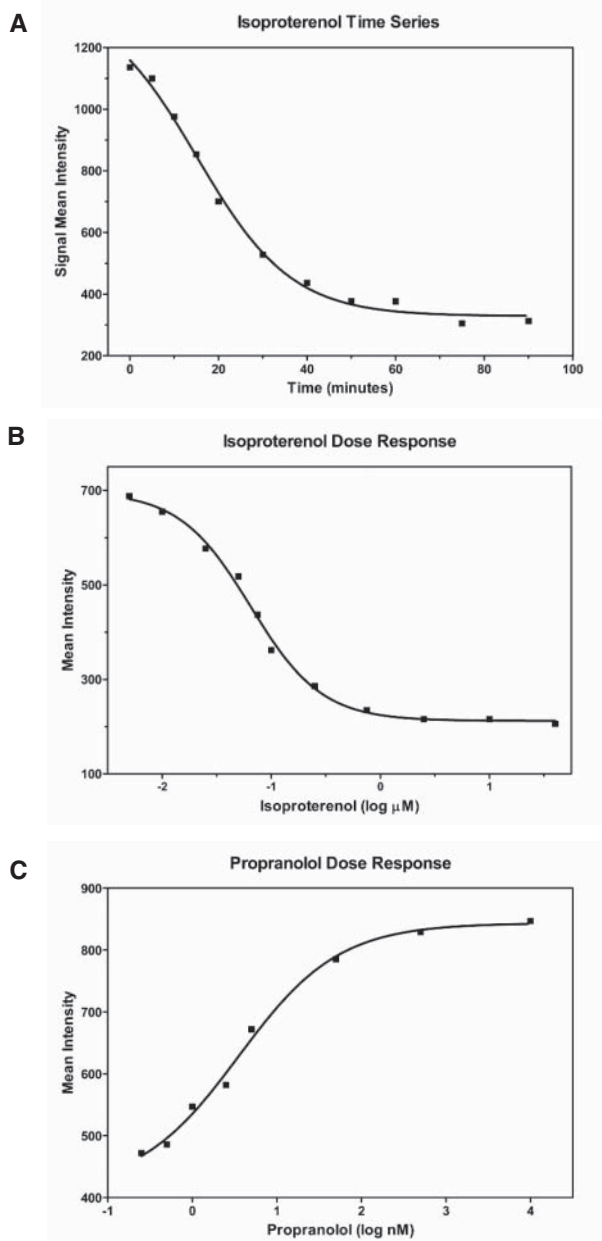 A
Isoproterenol Time Series
1200
1000
800
600
400
200
Signal Mean Intensity
0
20
40
60
80
100
Time (minutes)
B
Isoproterenol Dose Response
700
500
300
100
Mean Intensity
-2
-1
0
1
Isoproterenol (log μM)
C
Propranolol Dose Response
900
800
700
600
500
400
Mean Intensity
-1
0
1
2
3
4
Propranolol (log nM)